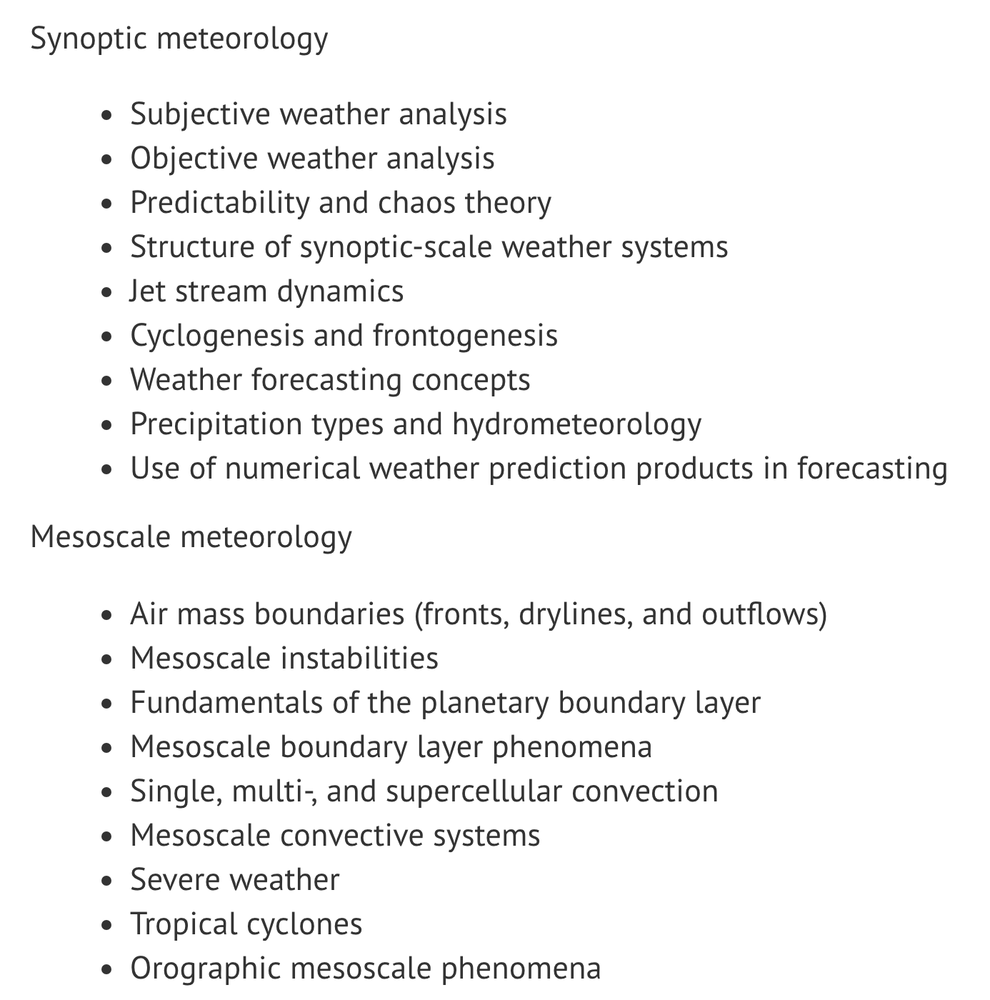 Synoptic meteorology
• Subjective weather analysis
• Objective weather analysis
• Predictability and chaos theory
• Structure of synoptic-scale weather systems
• Jet stream dynamics
• Cyclogenesis and frontogenesis
• Weather forecasting concepts
• Precipitation types and hydrometeorology
• Use of numerical weather prediction products in forecasting
Mesoscale meteorology
• Air mass boundaries (fronts, drylines, and outflows)
• Mesoscale instabilities
• Fundamentals of the planetary boundary layer
• Mesoscale boundary layer phenomena
• Single, multi-, and supercellular convection
• Mesoscale convective systems
• Severe weather
• Tropical cyclones
• Orographic mesoscale phenomena